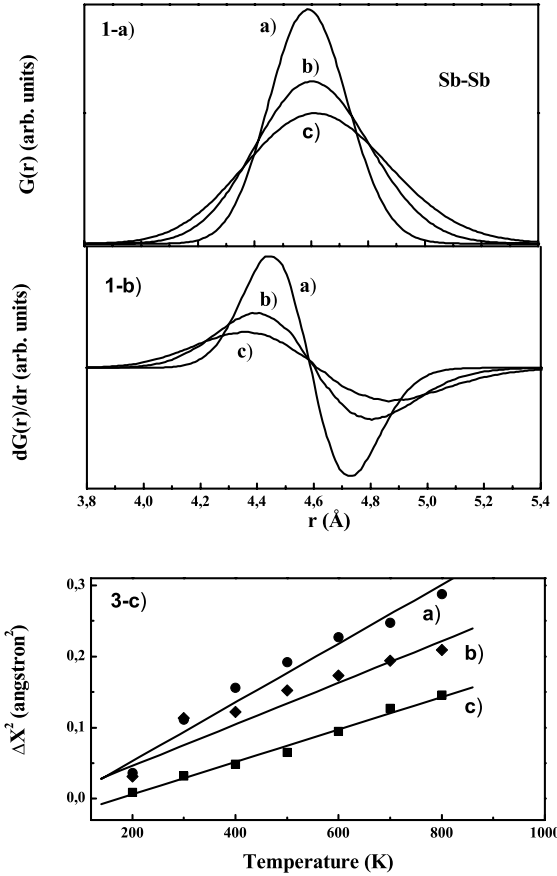 1-a)
a)
b)
c)
Sb-Sb
G(r) (arb. units)
1-b)
a)
b)
c)
dG(r)/dr (arb. units)
3,8 4,0 4,2 4,4 4,6 4,8 5,0 5,2 5,4
r (Å)
3-c)
0,3
0,2
0,1
0,0
a)
b)
c)
ΔX² (angstron²)
200 400 600 800 1000
Temperature (K)